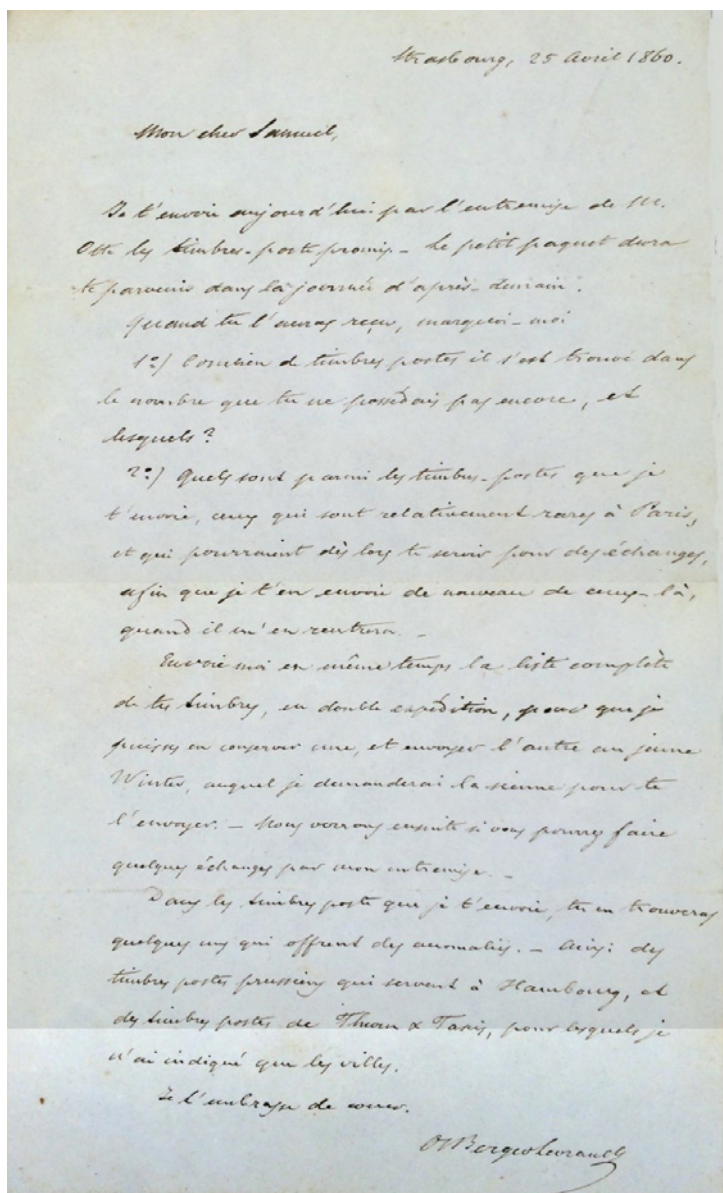 Strasbourg, 25 Avril 1860.
Mon cher Samuel,
Je t'envoie aujourd'hui par l'entremise de Mr.
Otte les timbres-poste promis. - Le petit paquet devra
te parvenir dans la journée d'après-demain.
Quand tu l'auras reçu, marque-moi
1º) Combien de timbres postes il s'est trouvé dans
le nombre que tu ne possédais pas encore, et
lesquels ?
2º) Quels sont parmi les timbres-postes que je
t'envoie, ceux qui sont relativement rares à Paris,
et qui pourraient dès lors te servir pour des échanges,
afin que je t'en envoie de nouveau de ceux-là,
quand il m'en rentrera. -
Envoie moi en même temps la liste complète
de tes timbres, en double expédition, pour que je
puisse en conserver une, et envoyer l'autre au jeune
Winter, auquel je demanderai la sienne pour te
l'envoyer. - Nous verrons ensuite si vous pourrez faire
quelques échanges par mon entremise. -
Dans les timbres poste que je t'envoie, tu en trouveras
quelques uns qui offrent des anomalies. - Ainsi des
timbres postes prussiens qui servent à Hambourg, et
des timbres postes de Thurn & Taxis, pour lesquels je
n'ai indiqué que les villes.
Je t'embrasse de coeur.
O Berger Levrault